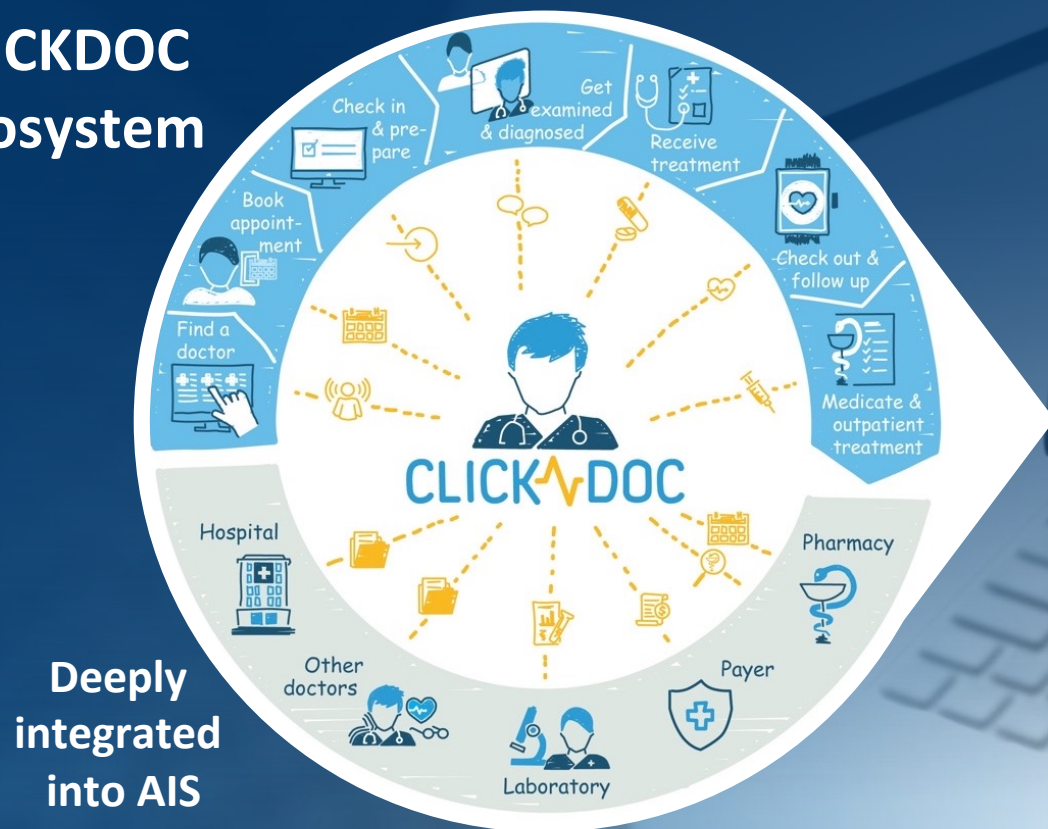 CKDOC
osystem
Find a
doctor
Book
appoint-
ment
Check in
& pre-
pare
Get
examined
& diagnosed
Receive
treatment
Check out &
follow up
Medicate &
outpatient
treatment
CLICKDOC
Hospital
Other
doctors
Laboratory
Payer
Pharmacy
Deeply
integrated
into AIS